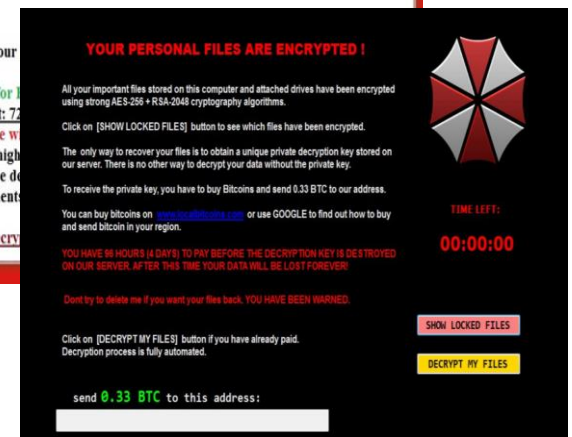 our
for
t: 72
e w
nigh
e de
ents
cry
YOUR PERSONAL FILES ARE ENCRYPTED !
All your important files stored on this computer and attached drives have been encrypted
using strong AES-256 + RSA-2048 cryptography algorithms.
Click on [SHOW LOCKED FILES] button to see which files have been encrypted.
The only way to recover your files is to obtain a unique private decryption key stored on
our server. There is no other way to decrypt your data without the private key.
To receive the private key, you have to buy Bitcoins and send 0.33 BTC to our address.
You can buy bitcoins on www.localbitcoins.com or use GOOGLE to find out how to buy
and send bitcoin in your region.
YOU HAVE 96 HOURS (4 DAYS) TO PAY BEFORE THE DECRYPTION KEY IS DESTROYED
ON OUR SERVER. AFTER THIS TIME YOUR DATA WILL BE LOST FOREVER!
Dont try to delete me if you want your files back. YOU HAVE BEEN WARNED.
Click on [DECRYPT MY FILES] button if you have already paid.
Decryption process is fully automated.
send 0.33 BTC to this address:
TIME LEFT:
00:00:00
SHOW LOCKED FILES
DECRYPT MY FILES